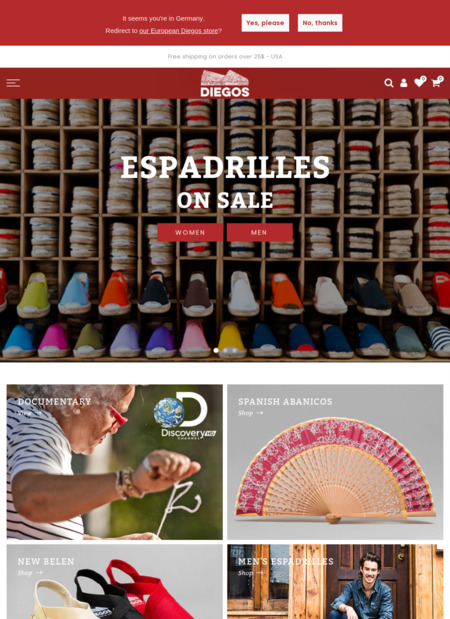 It seems you're in Germany.
Redirect to our European Diegos store?
Yes, please
No, thanks
Free shipping on orders over 25$ - USA
DIEGOS
0
0
ESPADRILLES
ON SALE
WOMEN
MEN
DOCUMENTARY
Discovery HD
CHANNEL
SPANISH ABANICOS
Shop →
NEW BELEN
Shop →
MEN'S ESPADRILLES
Shop →